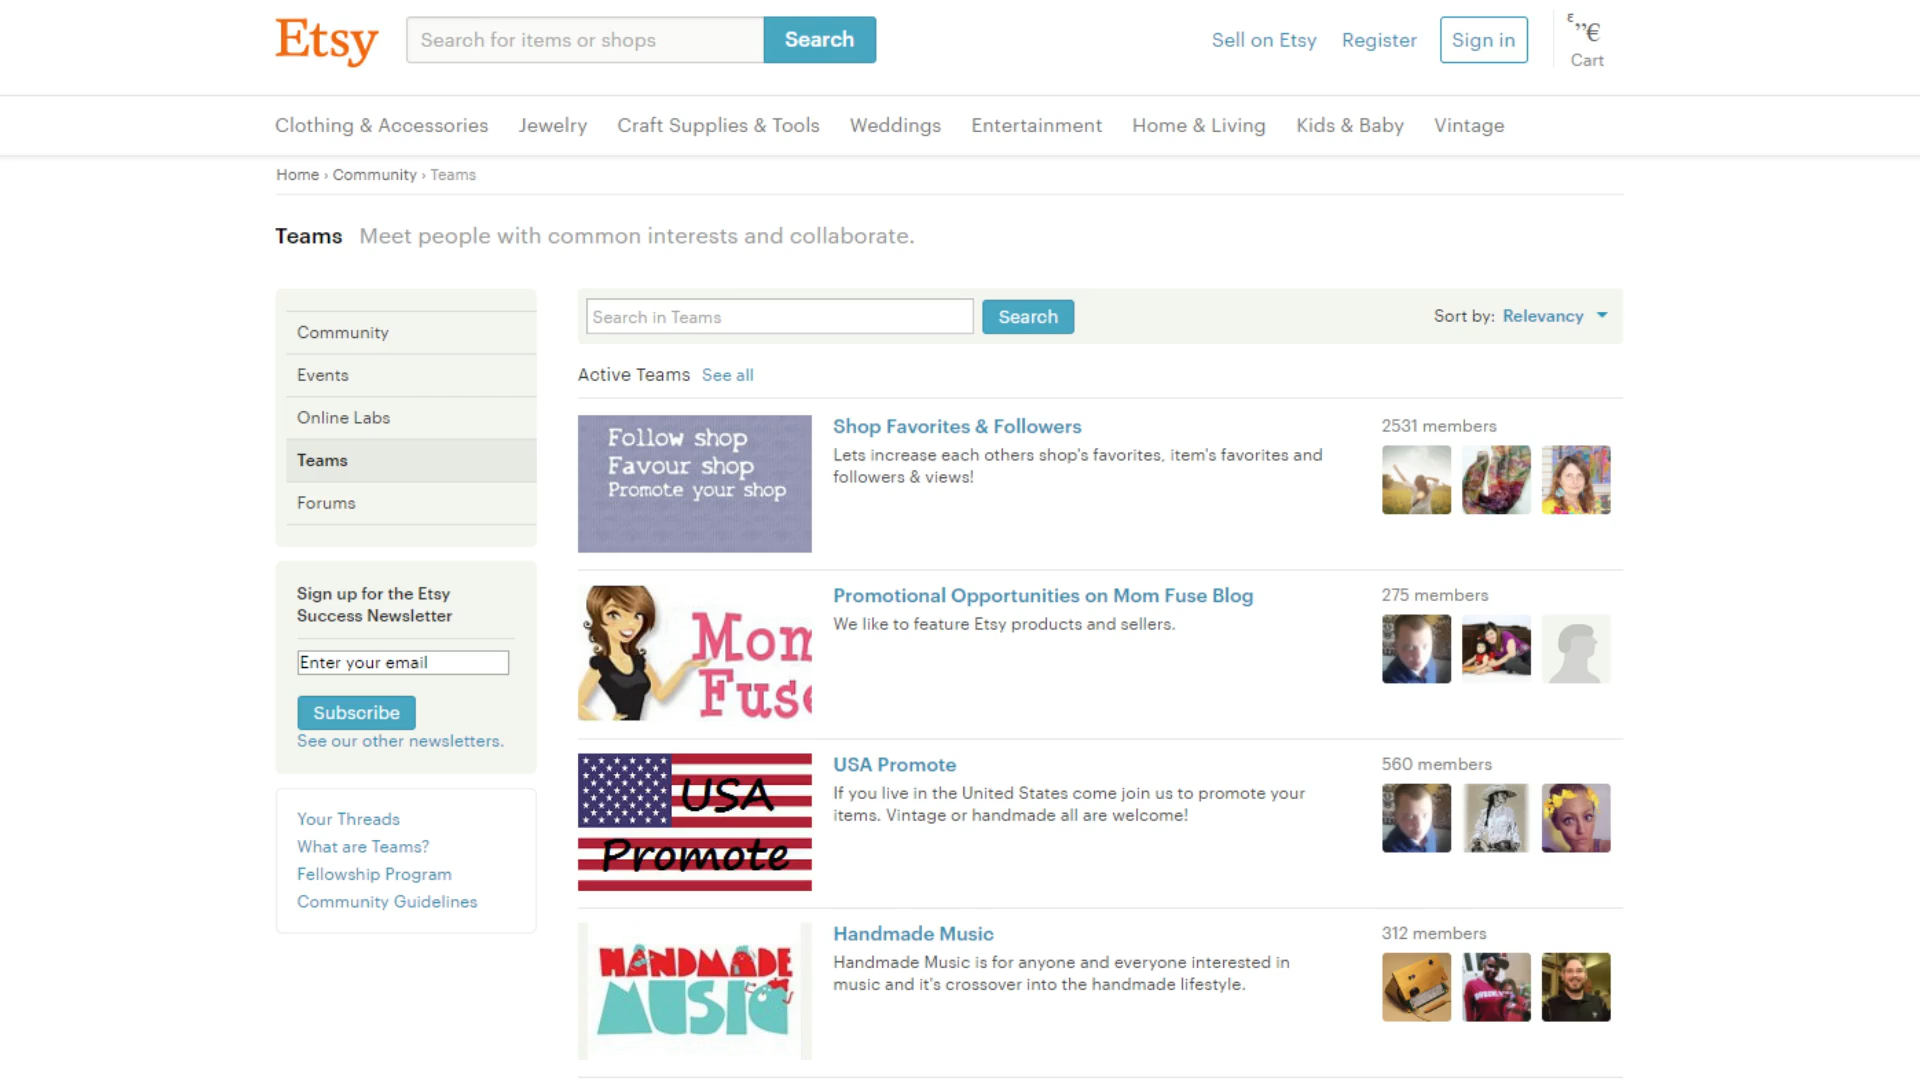 Etsy
Search for items or shops
Search
Sell on Etsy
Register
Sign in
Cart
Clothing & Accessories
Jewelry
Craft Supplies & Tools
Weddings
Entertainment
Home & Living
Kids & Baby
Vintage
Home › Community › Teams
Teams Meet people with common interests and collaborate.
Community
Events
Online Labs
Teams
Forums
Sign up for the Etsy
Success Newsletter
Enter your email
Subscribe
See our other newsletters.
Your Threads
What are Teams?
Fellowship Program
Community Guidelines
Search in Teams
Search
Sort by: Relevancy
Active Teams See all
Follow shop
Favour shop
Promote your shop
Shop Favorites & Followers
Lets increase each others shop's favorites, item's favorites and
followers & views!
2531 members
Mom
Fuse
Promotional Opportunities on Mom Fuse Blog
We like to feature Etsy products and sellers.
275 members
USA
Promote
USA Promote
If you live in the United States come join us to promote your
items. Vintage or handmade all are welcome!
560 members
HANDMADE
MUSIC
Handmade Music
Handmade Music is for anyone and everyone interested in
music and it's crossover into the handmade lifestyle.
312 members